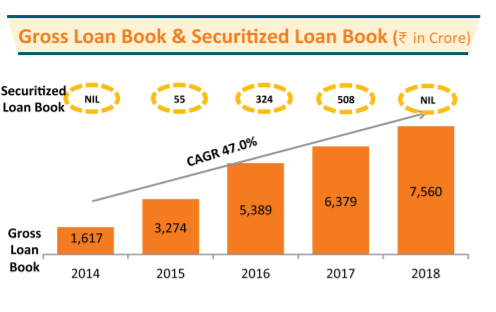 Gross Loan Book & Securitized Loan Book (₹ in Crore)
Securitized
Loan Book
NIL 55 324 508 NIL
CAGR 47.0%
1,617 3,274 5,389 6,379 7,560
Gross
Loan
Book
2014 2015 2016 2017 2018